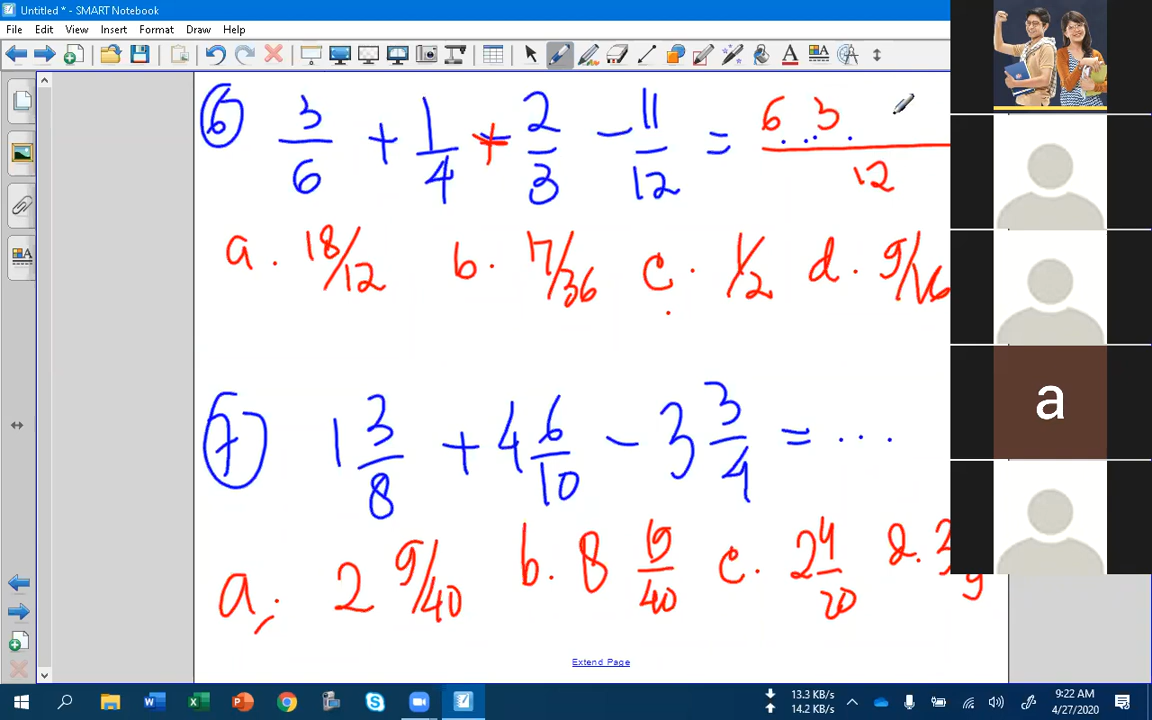 Untitled * - SMART Notebook
File Edit View Insert Format Draw Help
6 3/6 + 1/4 + 2/3 - 11/12 = 6 3 . /12
a. 18/12 b. 7/36 c. 1/2 d. 9/16
7 1 3/8 + 4 6/10 - 3 3/4 = ...
a. 2 9/40 b. 8 19/40 c. 2 4/20 d. 3
a
Extend Page
13.3 KB/s
14.2 KB/s
9:22 AM
4/27/2020